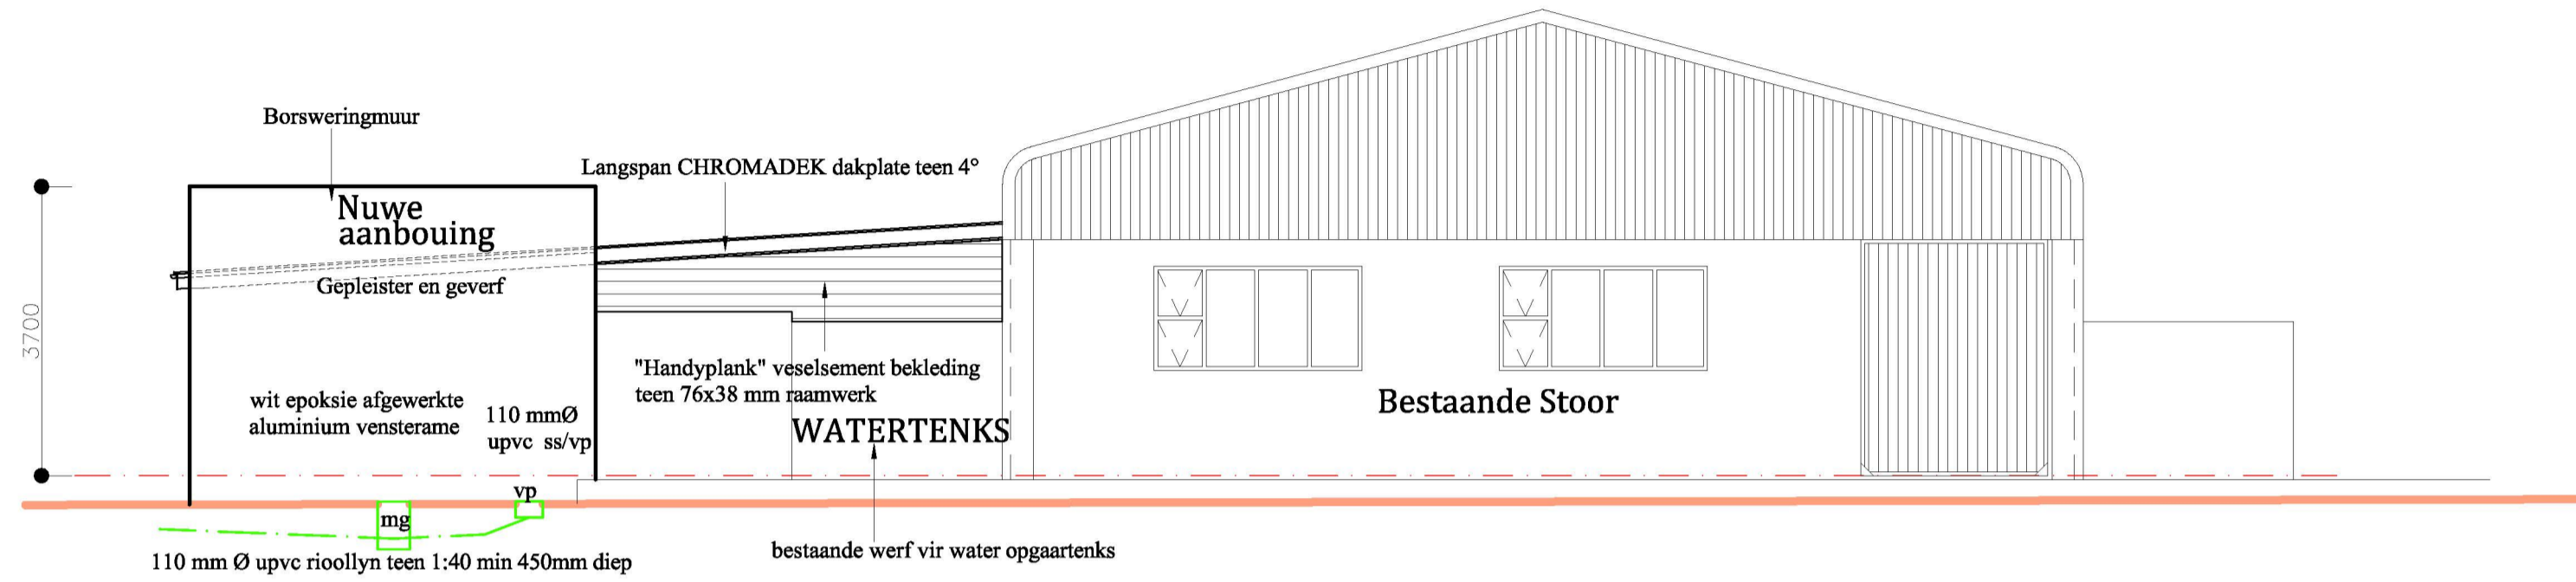 Borsweringmuur
Langspan CHROMADEK dakplate teen 4°
Nuwe
aanbouing
Gepleister en geverf
3700
"Handyplank" veselsement bekleding
teen 76x38 mm raamwerk
wit epoksie afgewerkte
aluminium vensterame
110 mmØ
upvc ss/vp
WATERTENKS
Bestaande Stoor
vp
mg
110 mm Ø upvc rioollyn teen 1:40 min 450mm diep
bestaande werf vir water opgaartenks